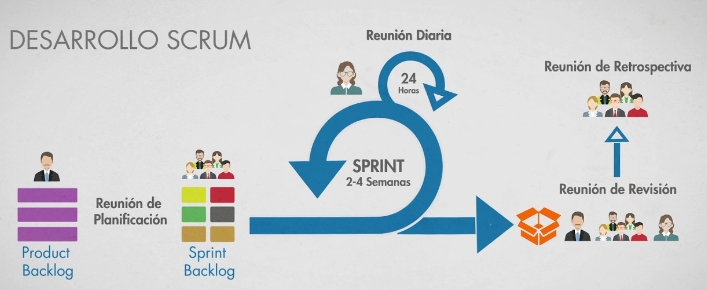 DESARROLLO SCRUM
Reunión Diaria
24
Horas
Reunión de Retrospectiva
SPRINT
2-4 Semanas
Reunión de
Planificación
Reunión de Revisión
Product
Backlog
Sprint
Backlog